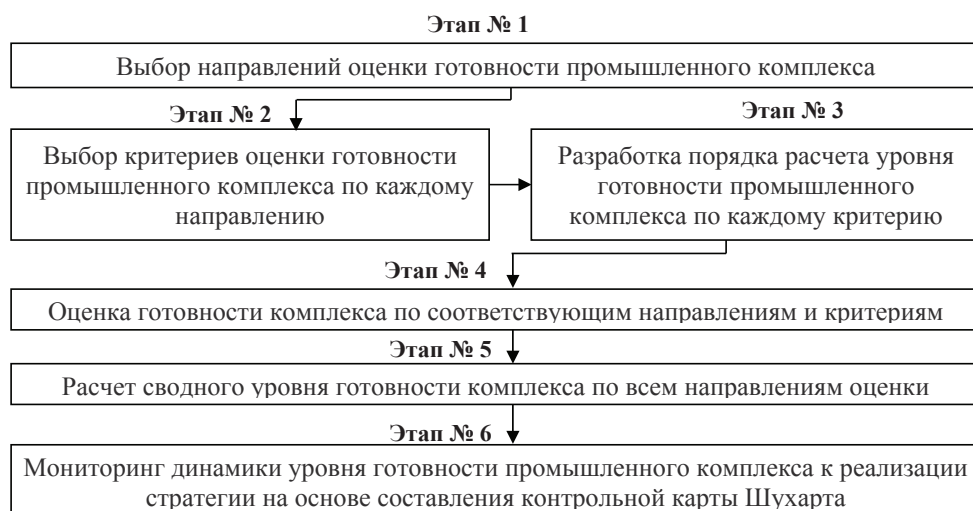 Этап № 1
Выбор направлений оценки готовности промышленного комплекса
Этап № 2
Выбор критериев оценки готовности
промышленного комплекса по каждому
направлению
Этап № 3
Разработка порядка расчета уровня
готовности промышленного
комплекса по каждому критерию
Этап № 4
Оценка готовности комплекса по соответствующим направлениям и критериям
Этап № 5
Расчет сводного уровня готовности комплекса по всем направлениям оценки
Этап № 6
Мониторинг динамики уровня готовности промышленного комплекса к реализации
стратегии на основе составления контрольной карты Шухарта